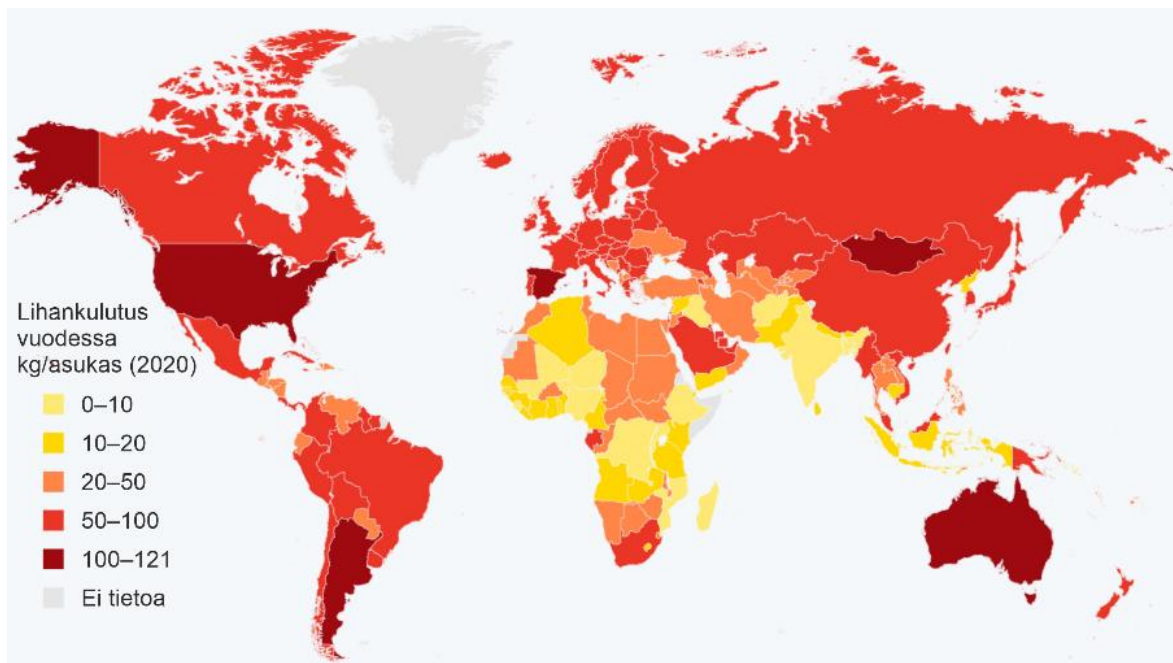 Lihankulutus
vuodessa
kg/asukas (2020)
0–10
10–20
20–50
50–100
100–121
Ei tietoa